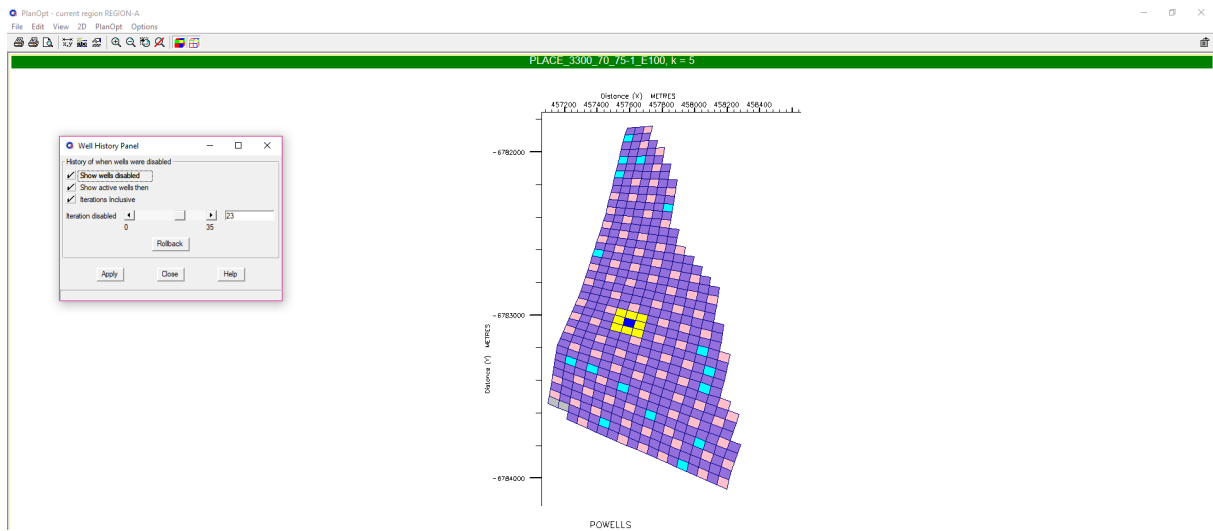 PlanOpt - current region REGION-A
File Edit View 2D PlanOpt Options
x,y
abc
PLACE_3300_70_75-1_E100, k = 5
Distance (X) METRES
457200 457400 457600 457800 458000 458200 458400
-6782000
-6783000
-6784000
Distance (Y) METRES
POWELLS
Well History Panel
History of when wells were disabled
Show wells disabled
Show active wells then
Iterations Inclusive
Iteration disabled 23
0 35
Rollback
Apply Close Help